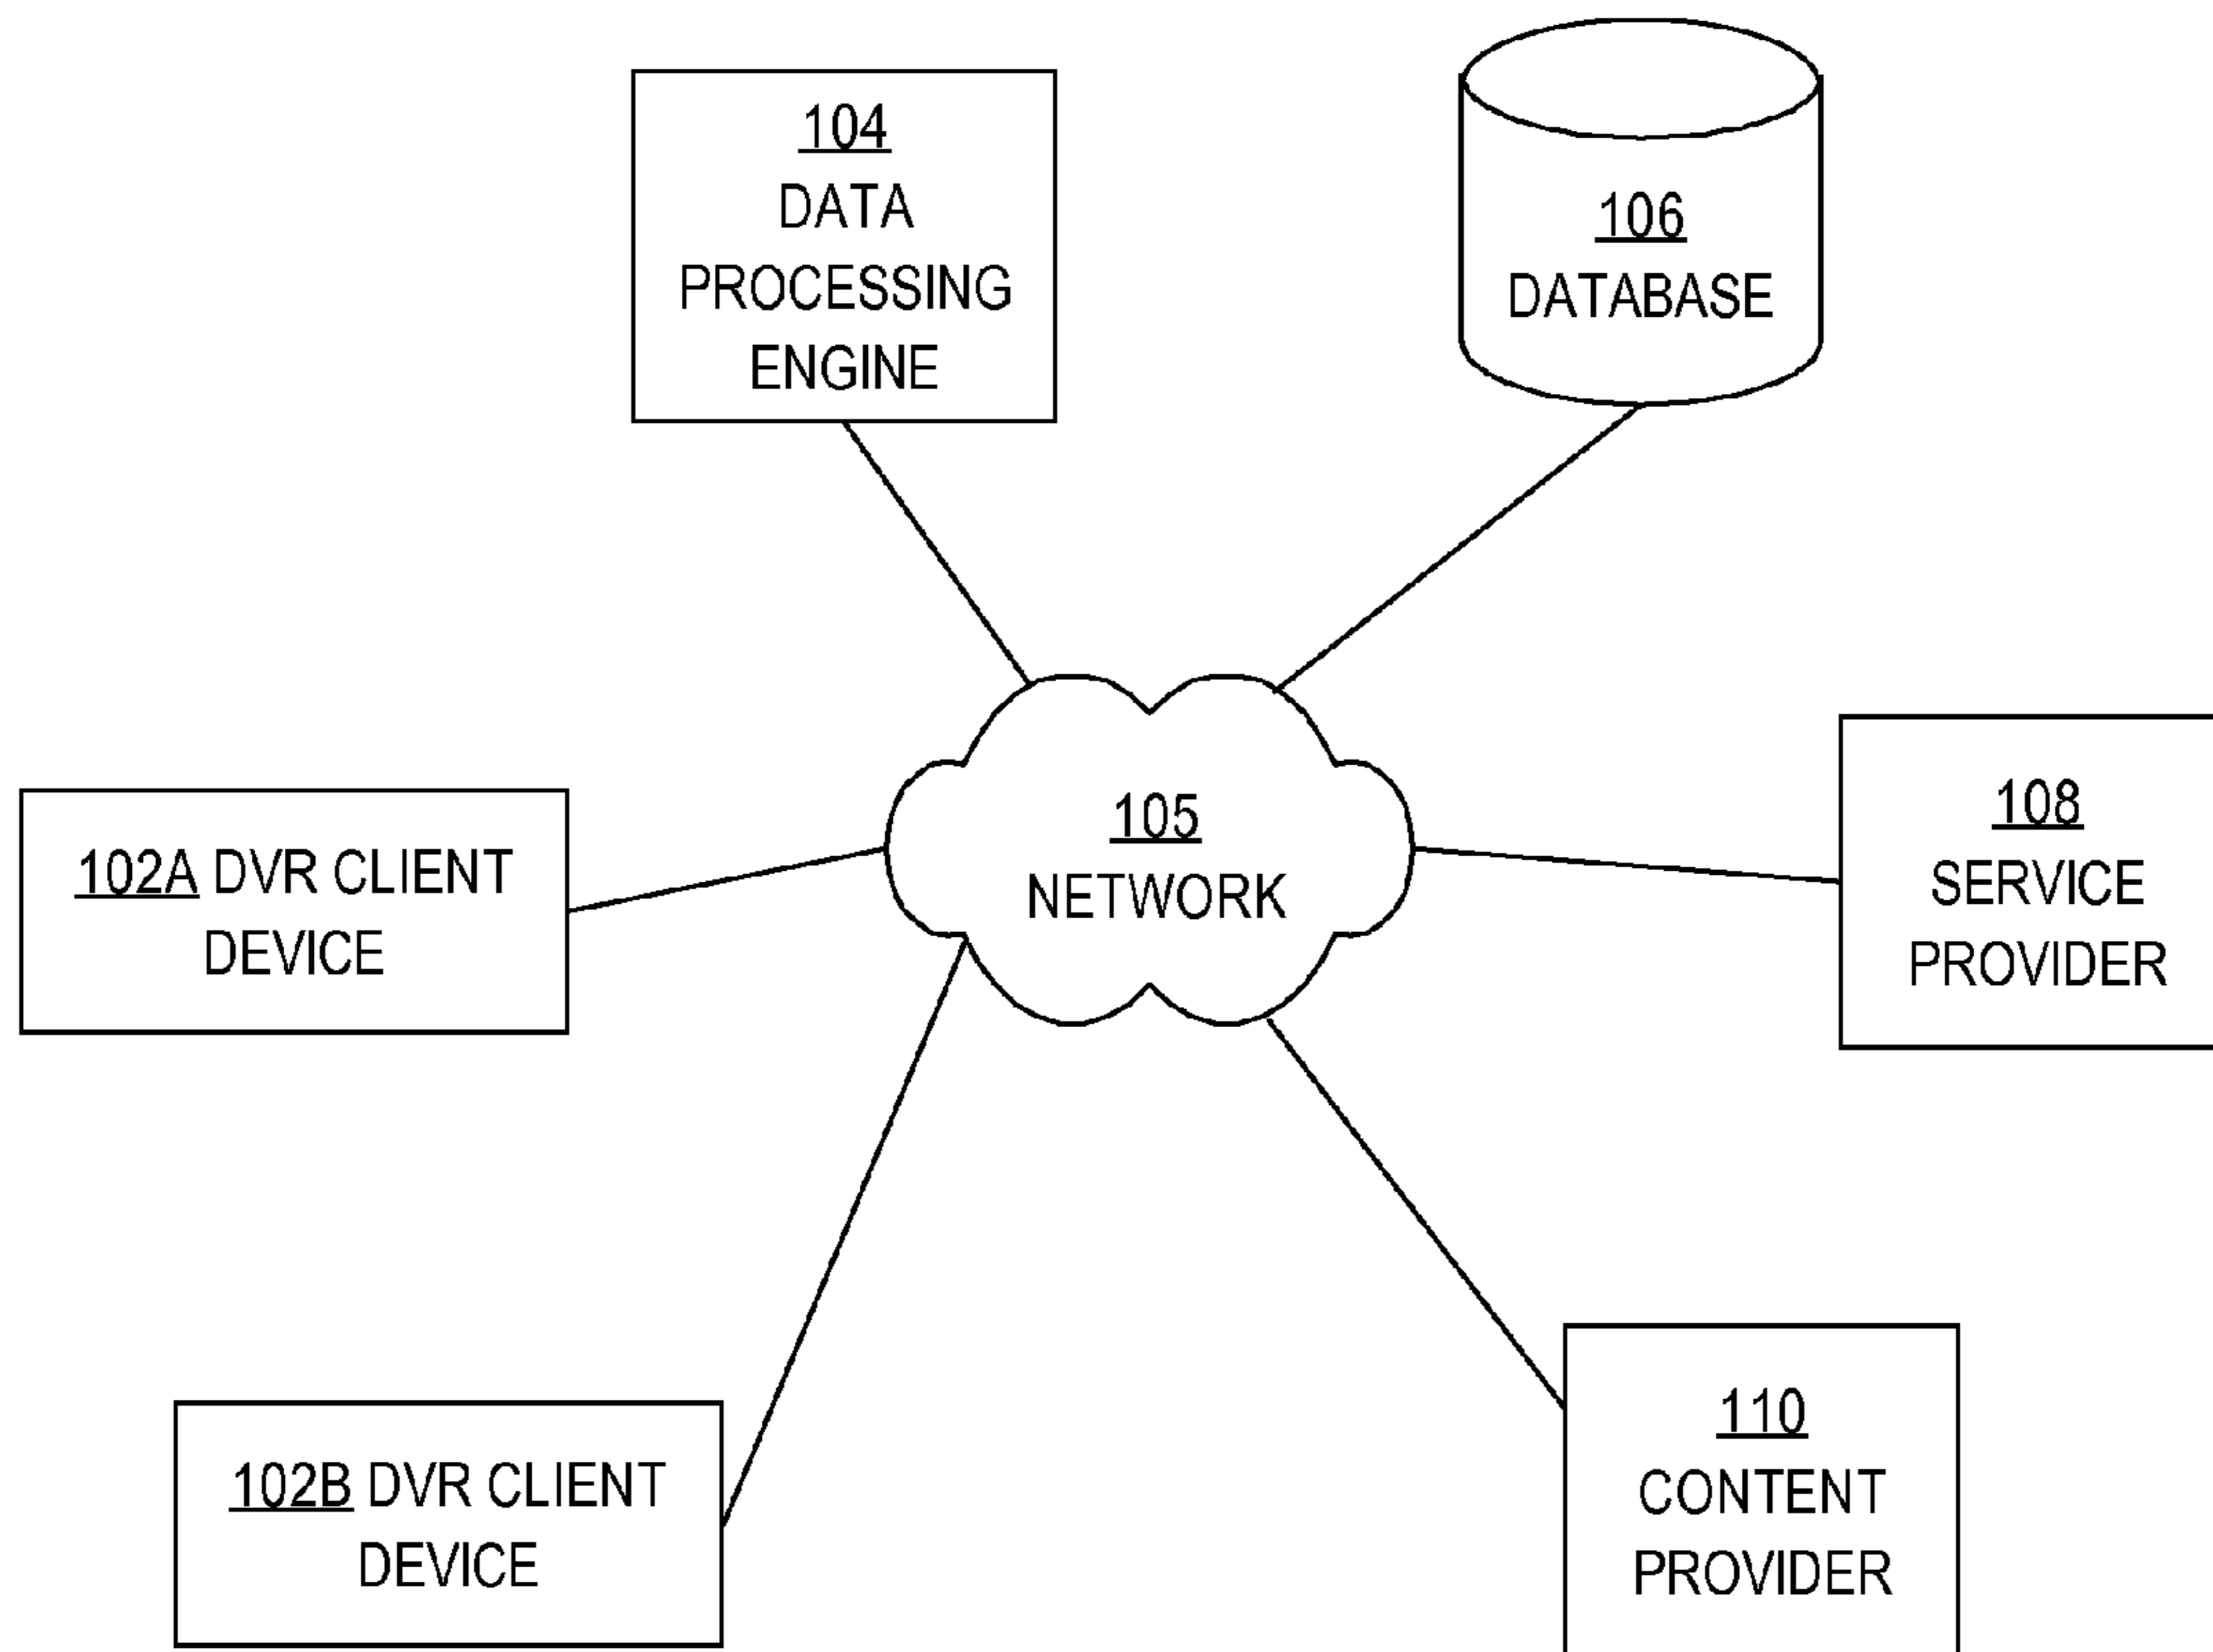 104
DATA
PROCESSING
ENGINE
106
DATABASE
105
NETWORK
108
SERVICE
PROVIDER
102A DVR CLIENT
DEVICE
102B DVR CLIENT
DEVICE
110
CONTENT
PROVIDER